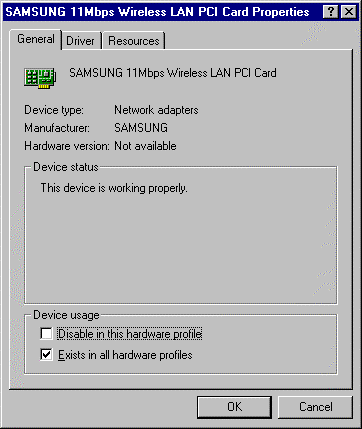 SAMSUNG 11Mbps Wireless LAN PCI Card Properties
General Driver Resources
SAMSUNG 11Mbps Wireless LAN PCI Card
Device type: Network adapters
Manufacturer: SAMSUNG
Hardware version: Not available
Device status
This device is working properly.
Device usage
Disable in this hardware profile
Exists in all hardware profiles
OK Cancel